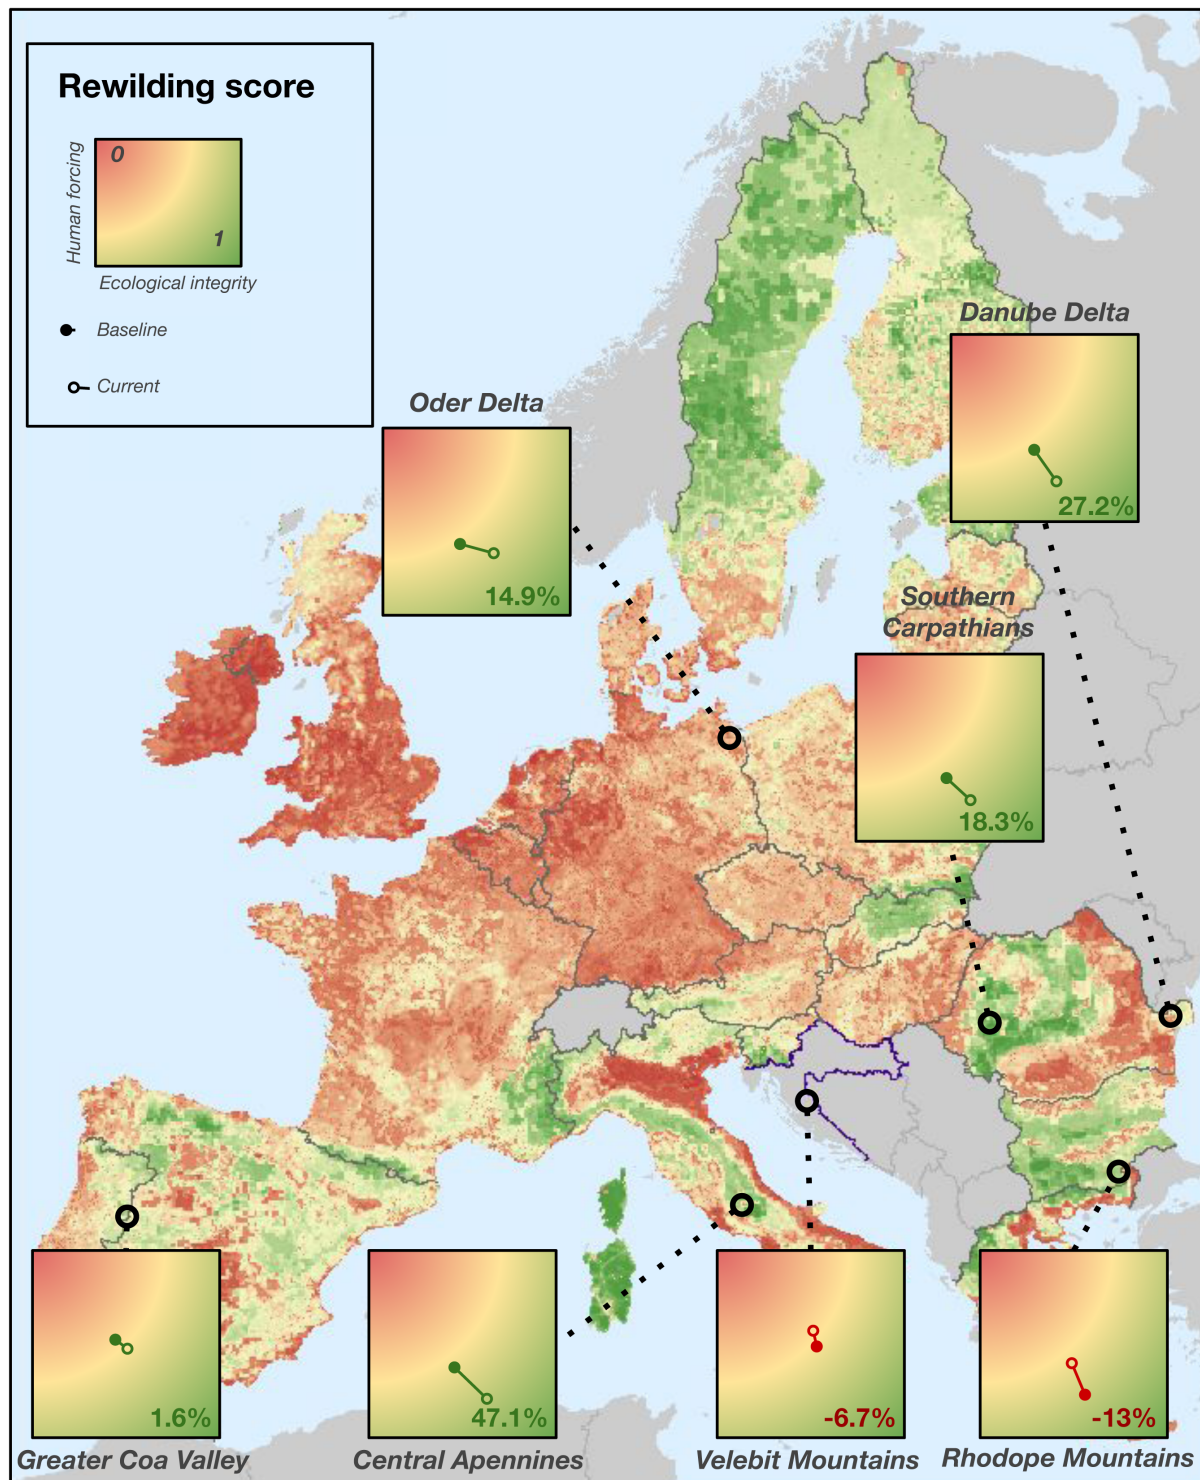 Rewilding score
Human forcing
0
1
Ecological integrity
Baseline
Current
Danube Delta
27.2%
Oder Delta
14.9%
Southern
Carpathians
18.3%
1.6%
Greater Coa Valley
47.1%
Central Apennines
-6.7%
Velebit Mountains
-13%
Rhodope Mountains